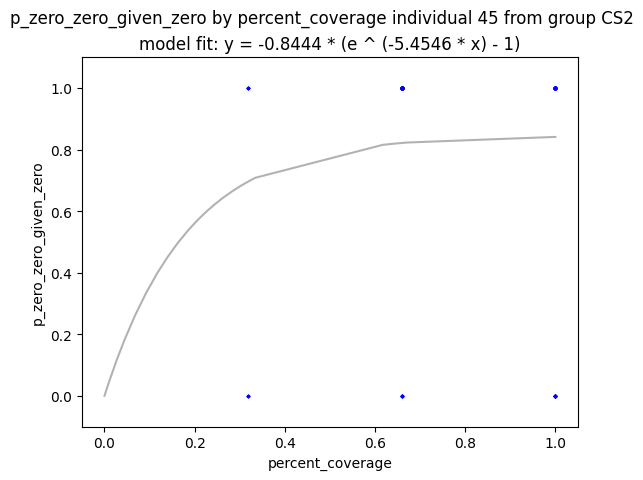 p_zero_zero_given_zero by percent_coverage individual 45 from group CS2
model fit: y = -0.8444 * (e ^ (-5.4546 * x) - 1)
1.0
0.8
0.6
0.4
0.2
0.0
p_zero_zero_given_zero
0.0 0.2 0.4 0.6 0.8 1.0
percent_coverage